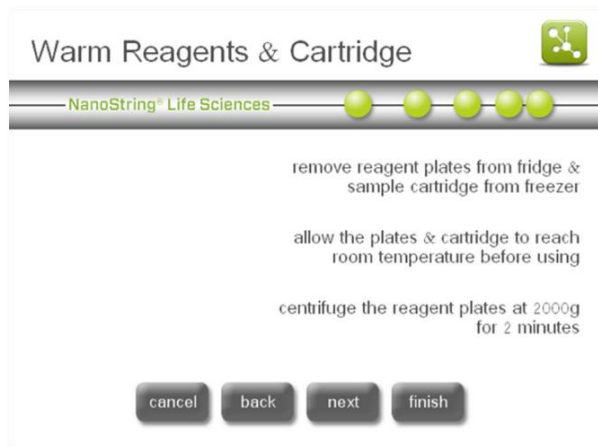 Warm Reagents & Cartridge
NanoString® Life Sciences
remove reagent plates from fridge &
sample cartridge from freezer
allow the plates & cartridge to reach
room temperature before using
centrifuge the reagent plates at 2000g
for 2 minutes
cancel back next finish